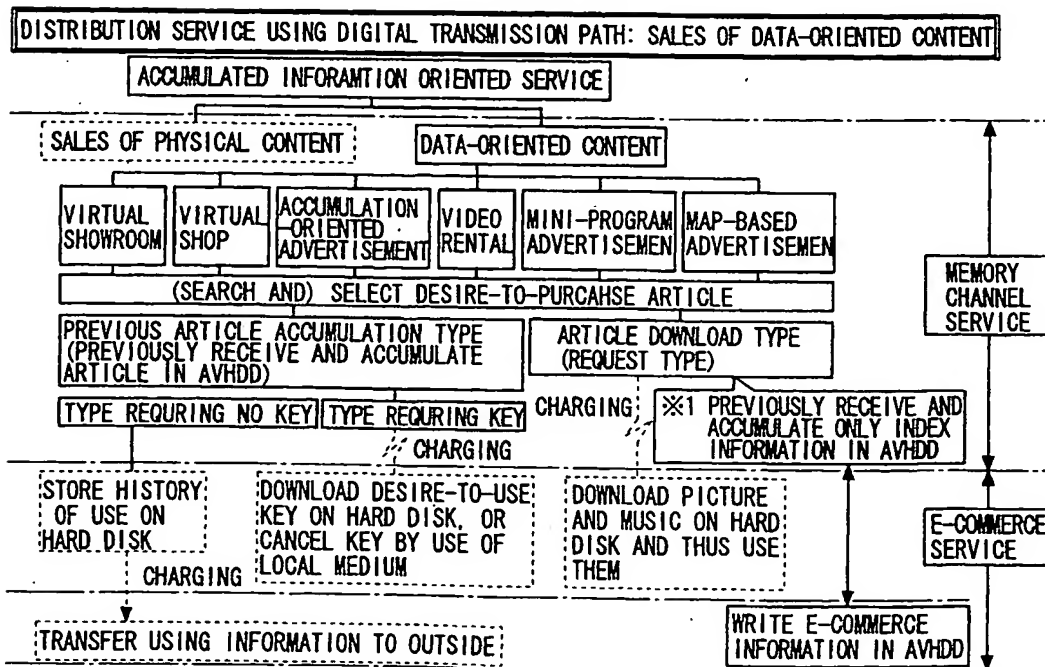 DISTRIBUTION SERVICE USING DIGITAL TRANSMISSION PATH: SALES OF DATA-ORIENTED CONTENT
ACCUMULATED INFORAMTION ORIENTED SERVICE
SALES OF PHYSICAL CONTENT
DATA-ORIENTED CONTENT
VIRTUAL
SHOWROOM
VIRTUAL
SHOP
ACCUMULATION
-ORIENTED
ADVERTISEMENT
VIDEO
RENTAL
MINI-PROGRAM
ADVERTISEMEN
MAP-BASED
ADVERTISEMEN
(SEARCH AND) SELECT DESIRE-TO-PURCAHSE ARTICLE
MEMORY
CHANNEL
SERVICE
PREVIOUS ARTICLE ACCUMULATION TYPE
(PREVIOUSLY RECEIVE AND ACCUMULATE
ARTICLE IN AVHDD)
ARTICLE DOWNLOAD TYPE
(REQUEST TYPE)
TYPE REQURING NO KEY
TYPE REQURING KEY
CHARGING
※1 PREVIOUSLY RECEIVE AND
ACCUMULATE ONLY INDEX
INFORMATION IN AVHDD
CHARGING
STORE HISTORY
OF USE ON
HARD DISK
DOWNLOAD DESIRE-TO-USE
KEY ON HARD DISK, OR
CANCEL KEY BY USE OF
LOCAL MEDIUM
DOWNLOAD PICTURE
AND MUSIC ON HARD
DISK AND THUS USE
THEM
E-COMMERCE
SERVICE
CHARGING
TRANSFER USING INFORMATION TO OUTSIDE
WRITE E-COMMERCE
INFORMATION IN AVHDD